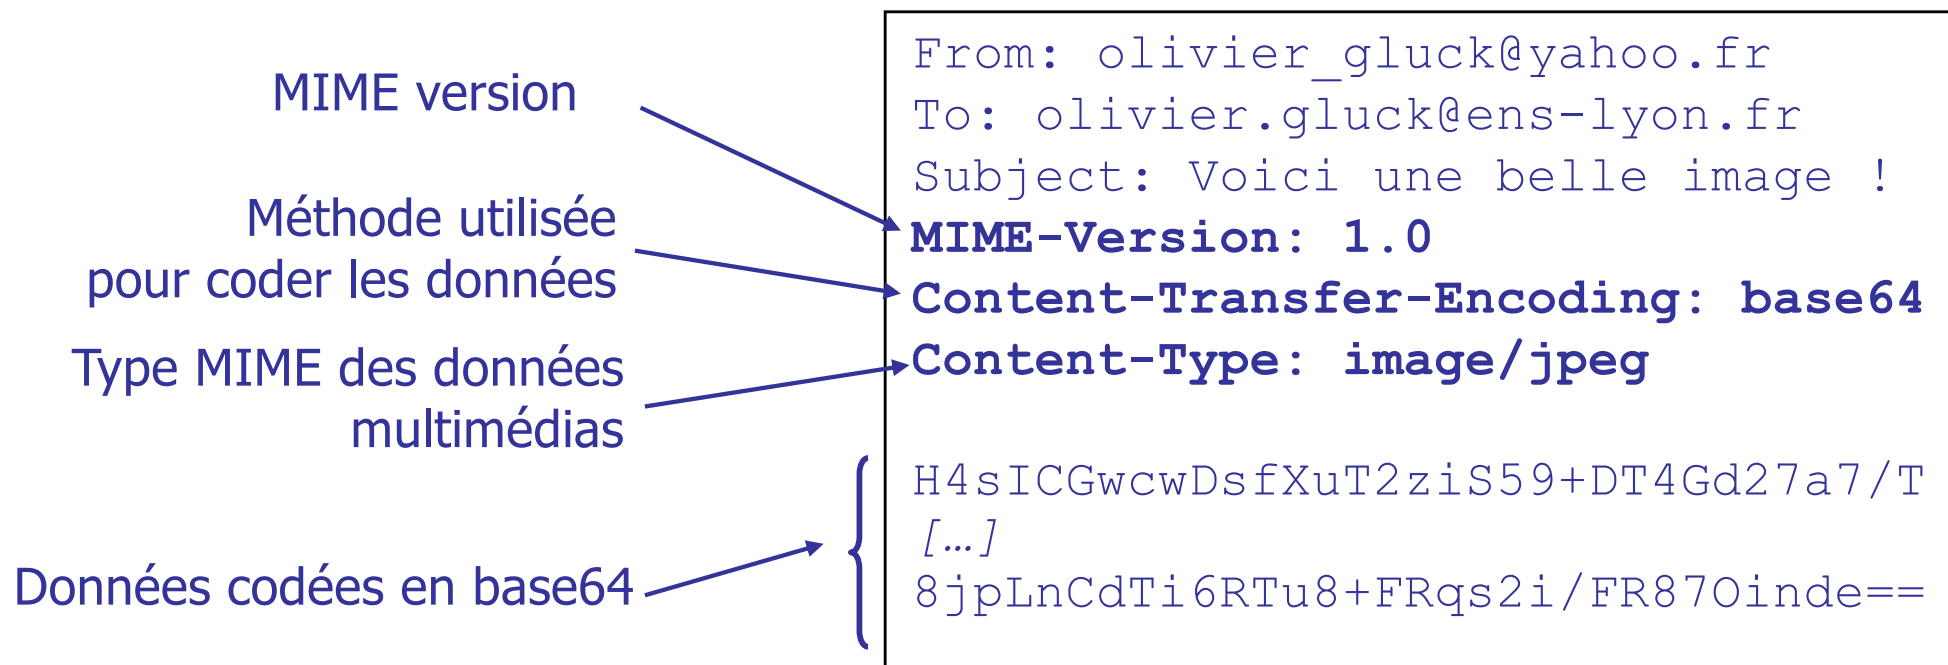 MIME version
Méthode utilisée
pour coder les données
Type MIME des données
multimédias
Données codées en base64
From: olivier_gluck@yahoo.fr
To: olivier.gluck@ens-lyon.fr
Subject: Voici une belle image !
MIME-Version: 1.0
Content-Transfer-Encoding: base64
Content-Type: image/jpeg
H4sICGwcwDsfXuT2ziS59+DT4Gd27a7/T
[…]
8jpLnCdTi6RTu8+FRqs2i/FR87Oinde==